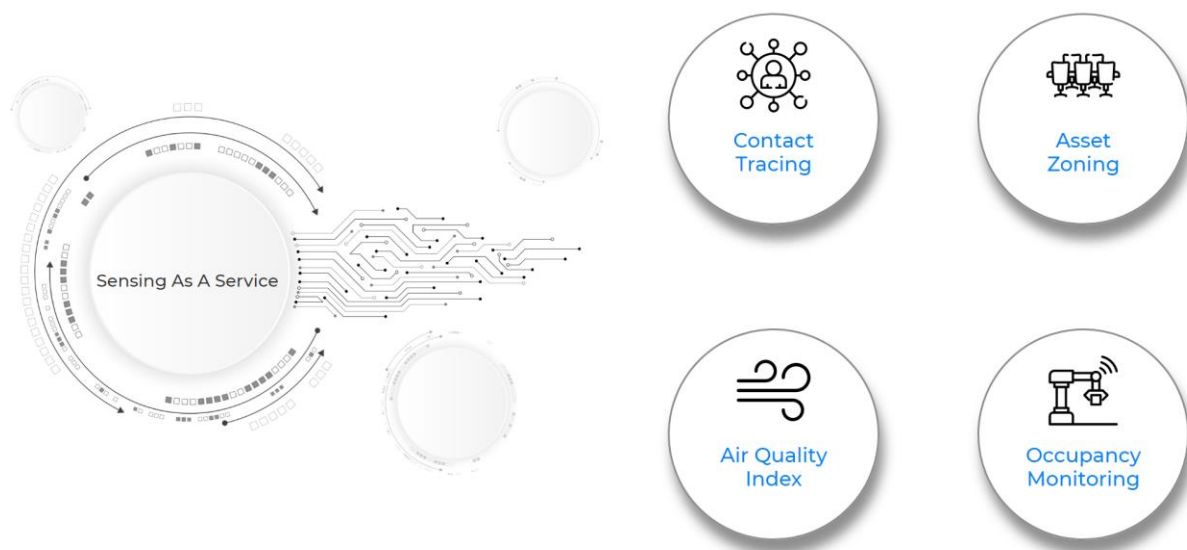 Sensing As A Service
Contact
Tracing
Asset
Zoning
Air Quality
Index
Occupancy
Monitoring